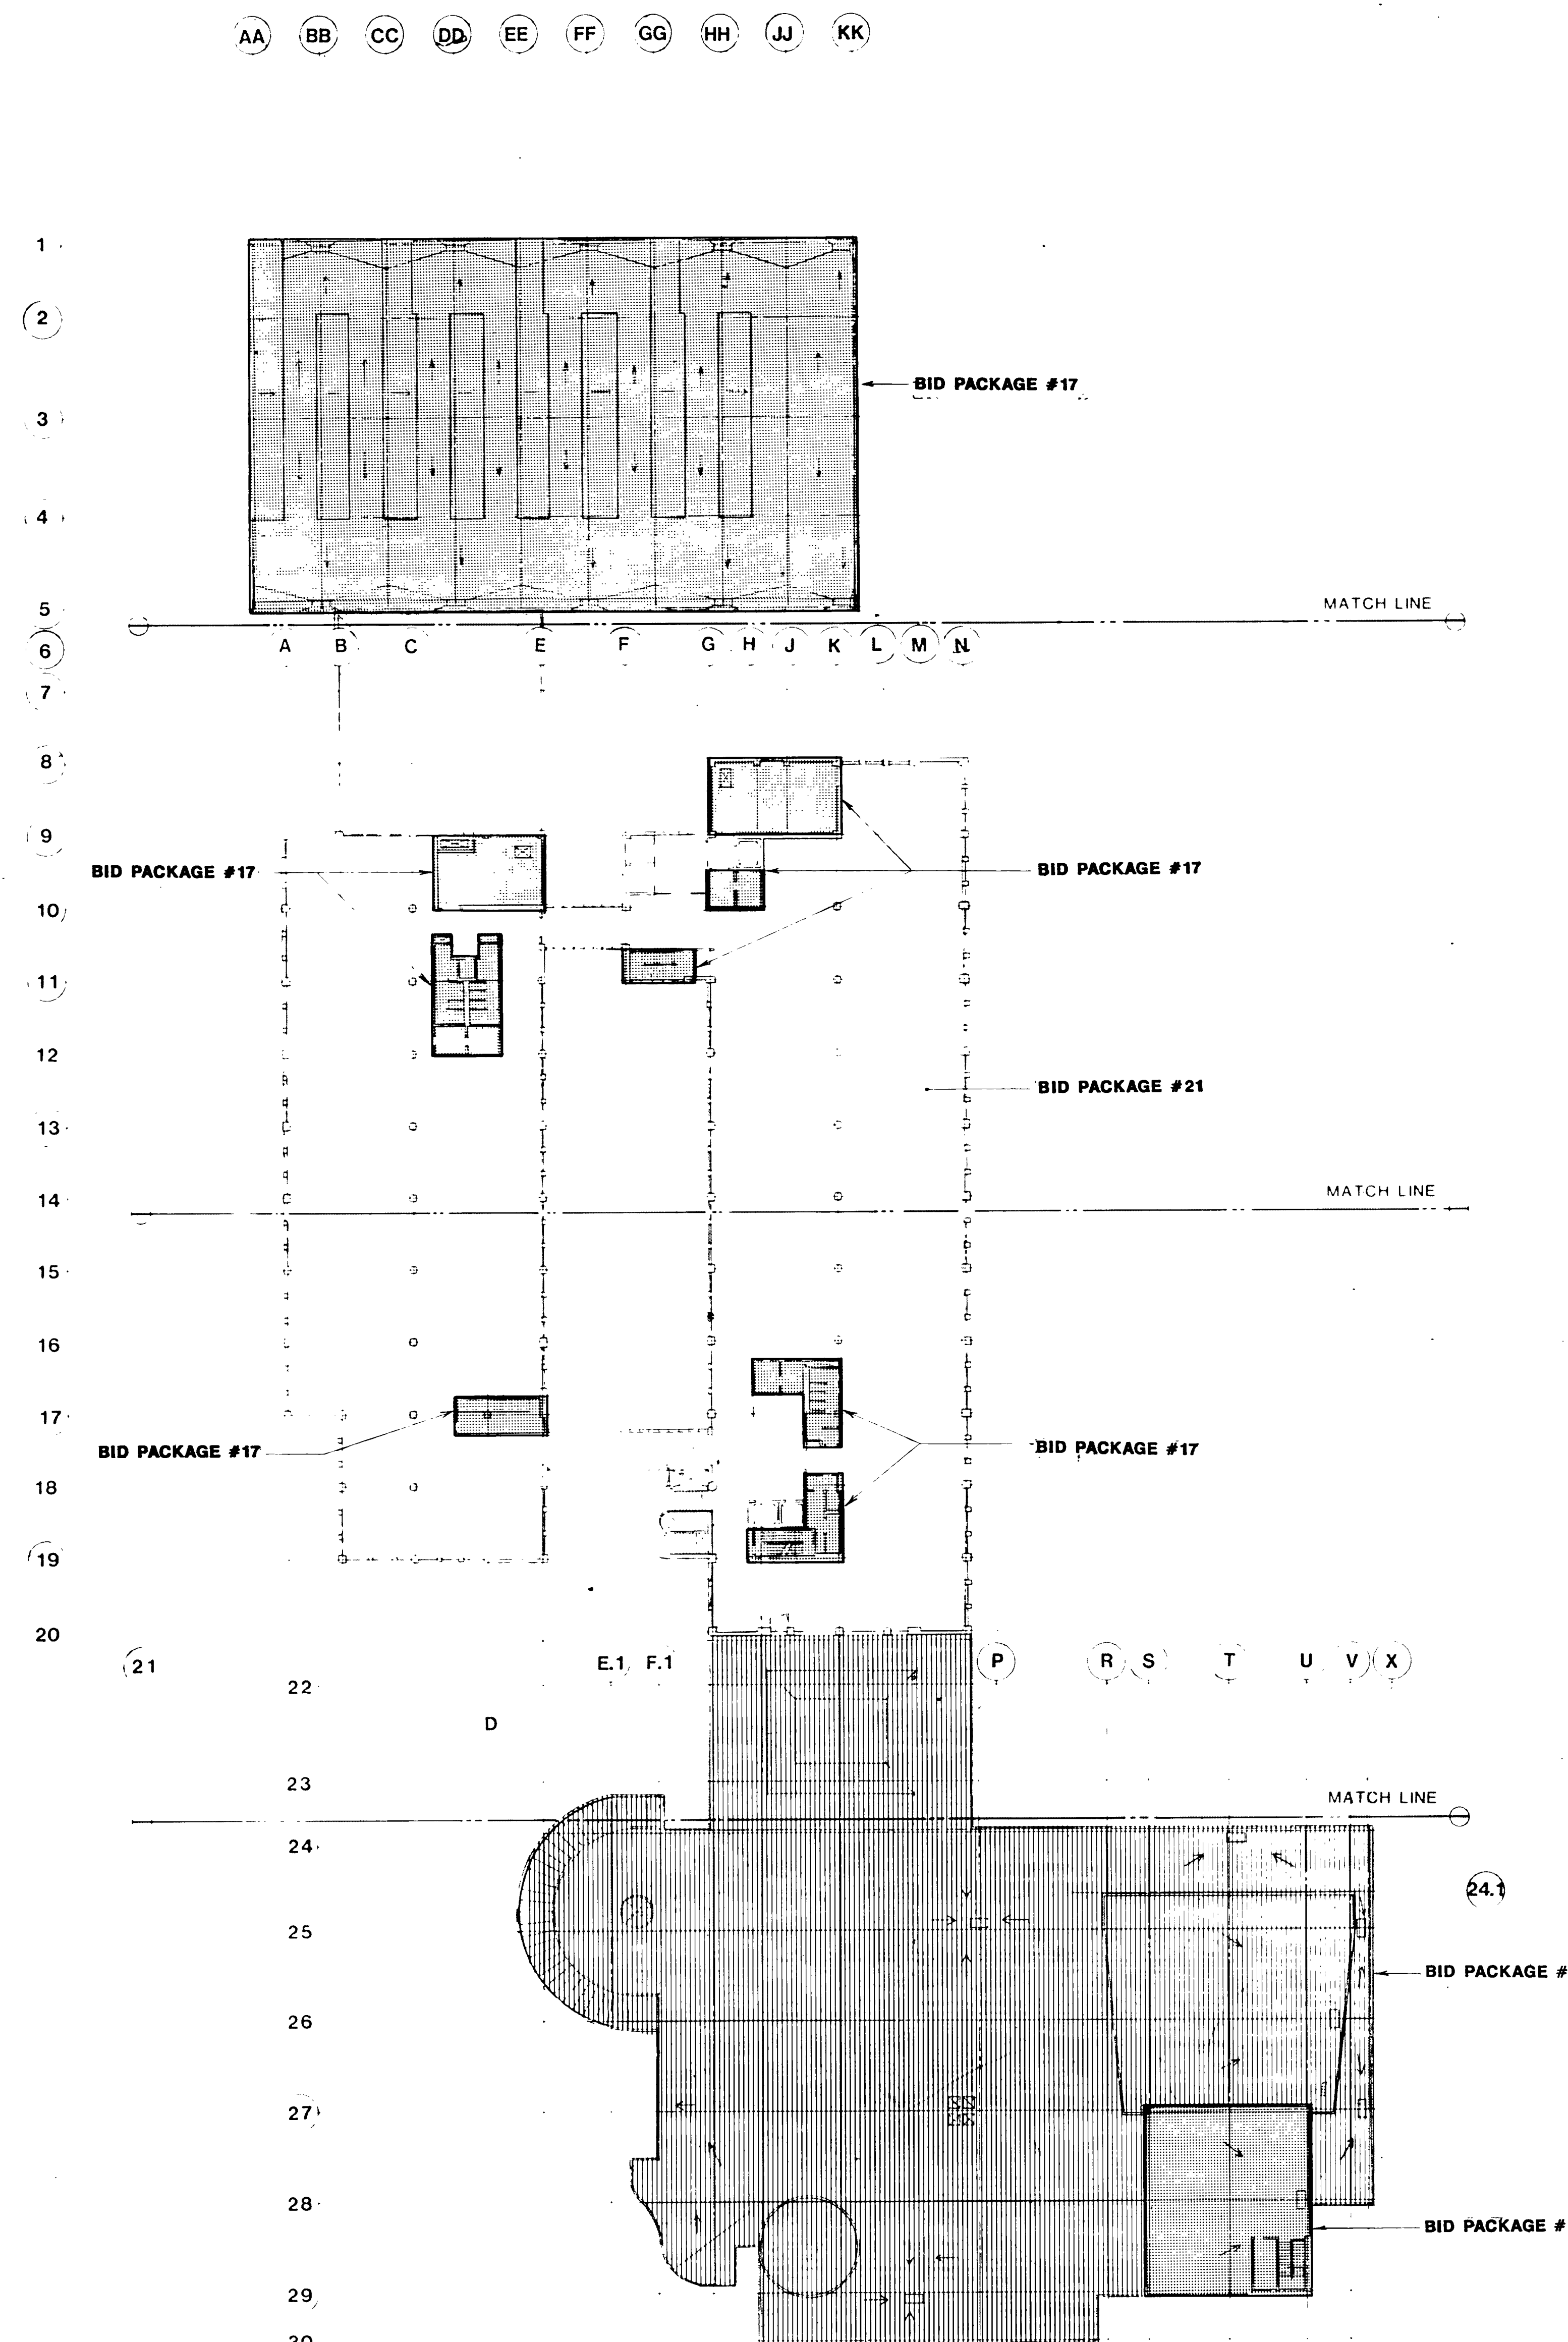 AA BB CC DD EE FF GG HH JJ KK
1
2
BID PACKAGE #17
3
4
5
MATCH LINE
6
A B C E F G H J K L M N
7
8
9
BID PACKAGE #17
BID PACKAGE #17
10
11
12
BID PACKAGE #21
13
14
MATCH LINE
15
16
17
BID PACKAGE #17
BID PACKAGE #17
18
19
20
21
E.1 F.1 P R S T U V X
22
D
23
MATCH LINE
24
24.1
25
BID PACKAGE #
26
27
28
BID PACKAGE #
29
30